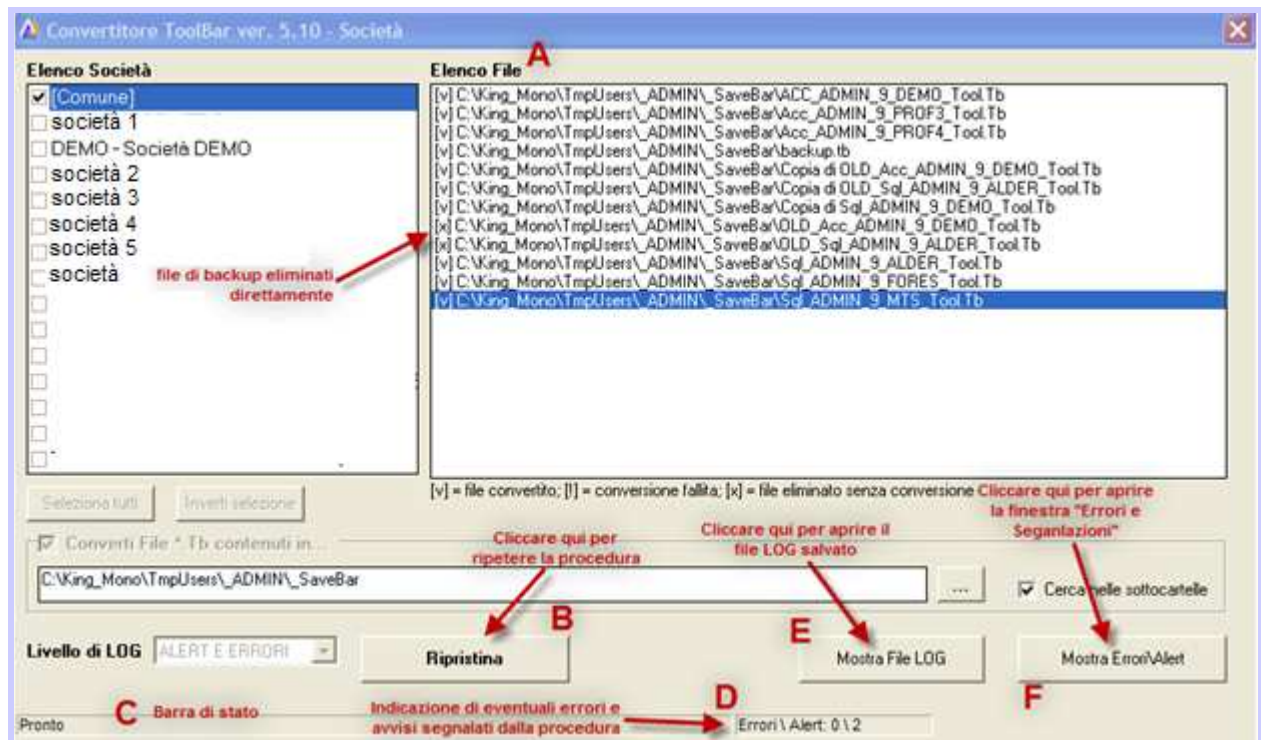 Convertitore ToolBar ver. 5.10 - Società
A
Elenco Società
[Comune]
società 1
DEMO - Società DEMO
società 2
società 3
società 4
società 5
società
file di backup eliminati
direttamente
Elenco File
[v] C:\King_Mono\TmpUsers\_ADMIN\_SaveBar\ACC_ADMIN_9_DEMO_Tool.Tb
[v] C:\King_Mono\TmpUsers\_ADMIN\_SaveBar\Acc_ADMIN_9_PROF3_Tool.Tb
[v] C:\King_Mono\TmpUsers\_ADMIN\_SaveBar\Acc_ADMIN_9_PROF4_Tool.Tb
[v] C:\King_Mono\TmpUsers\_ADMIN\_SaveBar\backup.tb
[v] C:\King_Mono\TmpUsers\_ADMIN\_SaveBar\Copia di OLD_Acc_ADMIN_9_DEMO_Tool.Tb
[v] C:\King_Mono\TmpUsers\_ADMIN\_SaveBar\Copia di OLD_Sql_ADMIN_9_ALDER_Tool.Tb
[v] C:\King_Mono\TmpUsers\_ADMIN\_SaveBar\Copia di Sql_ADMIN_9_DEMO_Tool.Tb
[x] C:\King_Mono\TmpUsers\_ADMIN\_SaveBar\OLD_Acc_ADMIN_9_DEMO_Tool.Tb
[x] C:\King_Mono\TmpUsers\_ADMIN\_SaveBar\OLD_Sql_ADMIN_9_ALDER_Tool.Tb
[v] C:\King_Mono\TmpUsers\_ADMIN\_SaveBar\Sql_ADMIN_9_ALDER_Tool.Tb
[v] C:\King_Mono\TmpUsers\_ADMIN\_SaveBar\Sql_ADMIN_9_FORES_Tool.Tb
[v] C:\King_Mono\TmpUsers\_ADMIN\_SaveBar\Sql_ADMIN_9_MTS_Tool.Tb
[v] = file convertito; [!] = conversione fallita; [x] = file eliminato senza conversione
Cliccare qui per aprire
la finestra "Errori e
Segantlazioni"
Seleziona tutti
Inverti selezione
Cliccare qui per
ripetere la procedura
Cliccare qui per aprire il
file LOG salvato
Converti File *.Tb contenuti in...
C:\King_Mono\TmpUsers\_ADMIN\_SaveBar
...
Cerca nelle sottocartelle
B
E
Livello di LOG
ALERT E ERRORI
Ripristina
Mostra File LOG
Mostra Errori\Alert
F
D
Pronto
C
Barra di stato
Indicazione di eventuali errori e
avvisi segnalati dalla procedura
Errori \ Alert: 0 \ 2